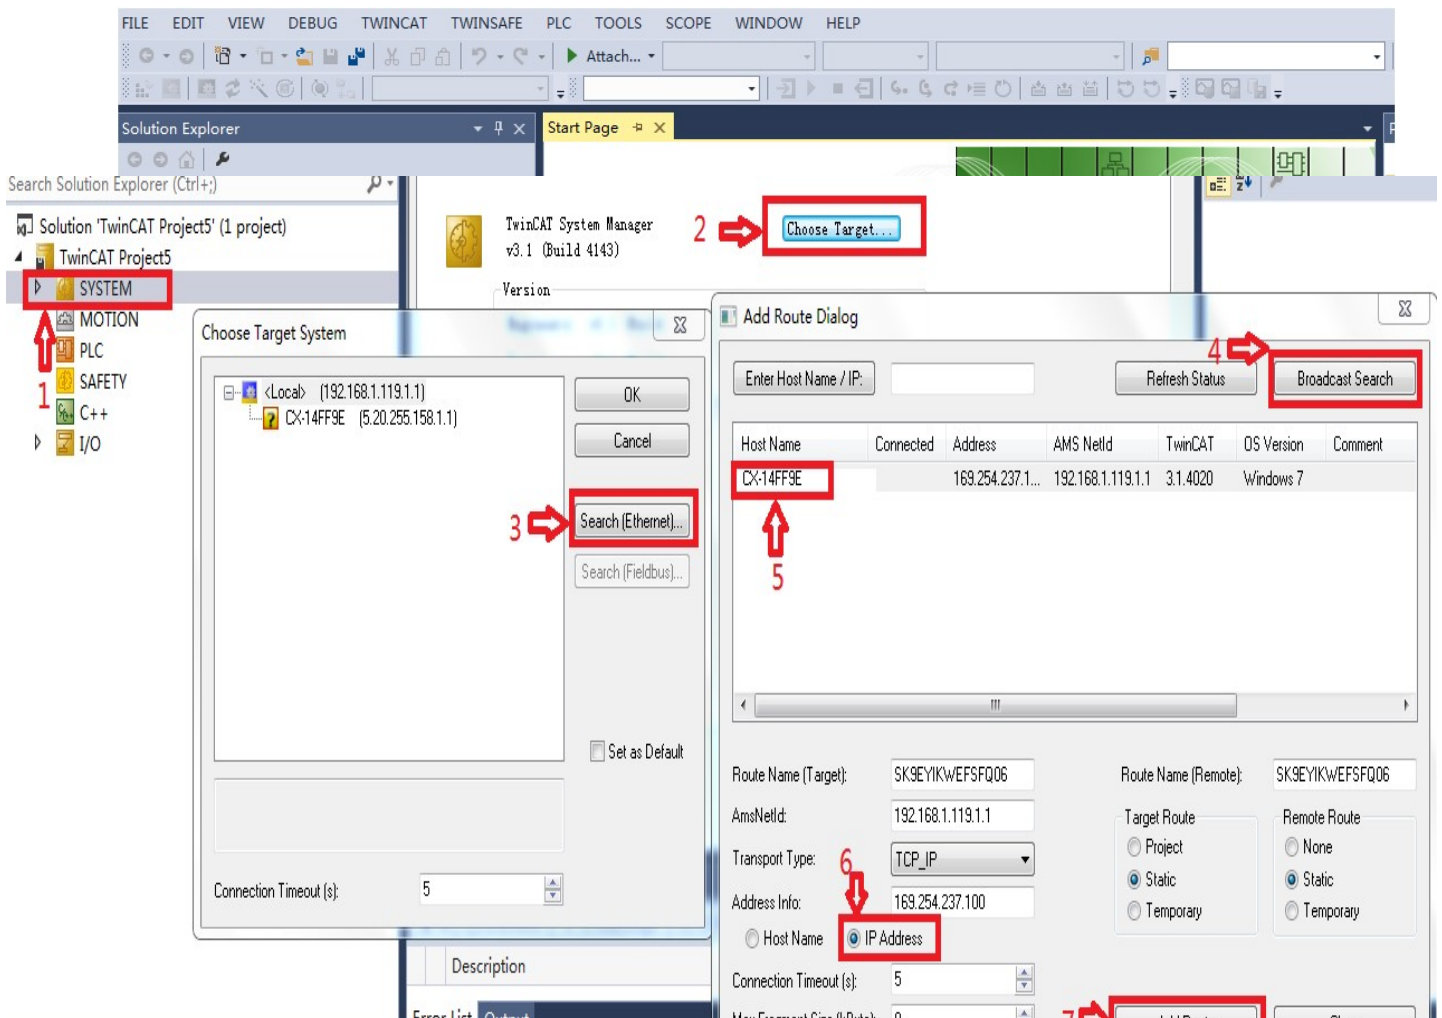 FILE EDIT VIEW DEBUG TWINCAT TWINSAFE PLC TOOLS SCOPE WINDOW HELP
Attach...
Solution Explorer
Start Page
Search Solution Explorer (Ctrl+;)
Solution 'TwinCAT Project5' (1 project)
TwinCAT Project5
SYSTEM
MOTION
PLC
SAFETY
C++
I/O
1
TwinCAT System Manager
v3.1 (Build 4143)
2
Choose Target...
Version
Choose Target System
<Local> (192.168.1.119.1.1)
CX-14FF9E (5.20.255.158.1.1)
OK
Cancel
3
Search (Ethernet)...
Search (Fieldbus)...
Set as Default
Connection Timeout (s): 5
Description
Error List Output
Add Route Dialog
4
Enter Host Name / IP: Refresh Status Broadcast Search
Host Name Connected Address AMS NetId TwinCAT OS Version Comment
CX-14FF9E 169.254.237.1... 192.168.1.119.1.1 3.1.4020 Windows 7
5
Route Name (Target): SK9EYIKWEFSFQ06 Route Name (Remote): SK9EYIKWEFSFQ06
AmsNetId: 192.168.1.119.1.1
Target Route
Project
Static
Temporary
Remote Route
None
Static
Temporary
Transport Type: TCP_IP
6
Address Info: 169.254.237.100
Host Name IP Address
Connection Timeout (s): 5
7